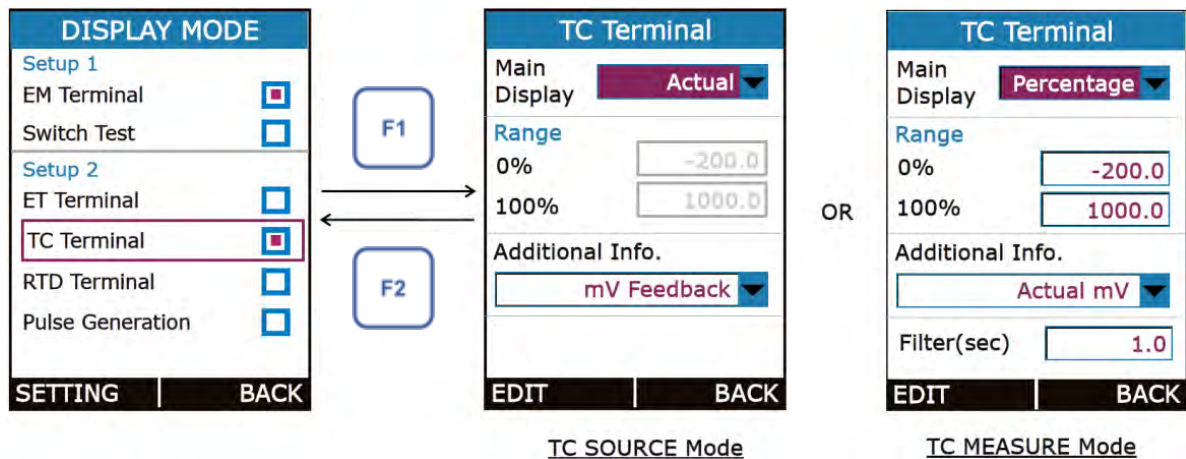 DISPLAY MODE
Setup 1
EM Terminal
Switch Test
Setup 2
ET Terminal
TC Terminal
RTD Terminal
Pulse Generation
SETTING BACK
F1
F2
TC Terminal
Main
Display
Actual
Range
0% -200.0
100% 1000.0
Additional Info.
mV Feedback
EDIT BACK
TC SOURCE Mode
OR
TC Terminal
Main
Display
Percentage
Range
0% -200.0
100% 1000.0
Additional Info.
Actual mV
Filter(sec) 1.0
EDIT BACK
TC MEASURE Mode